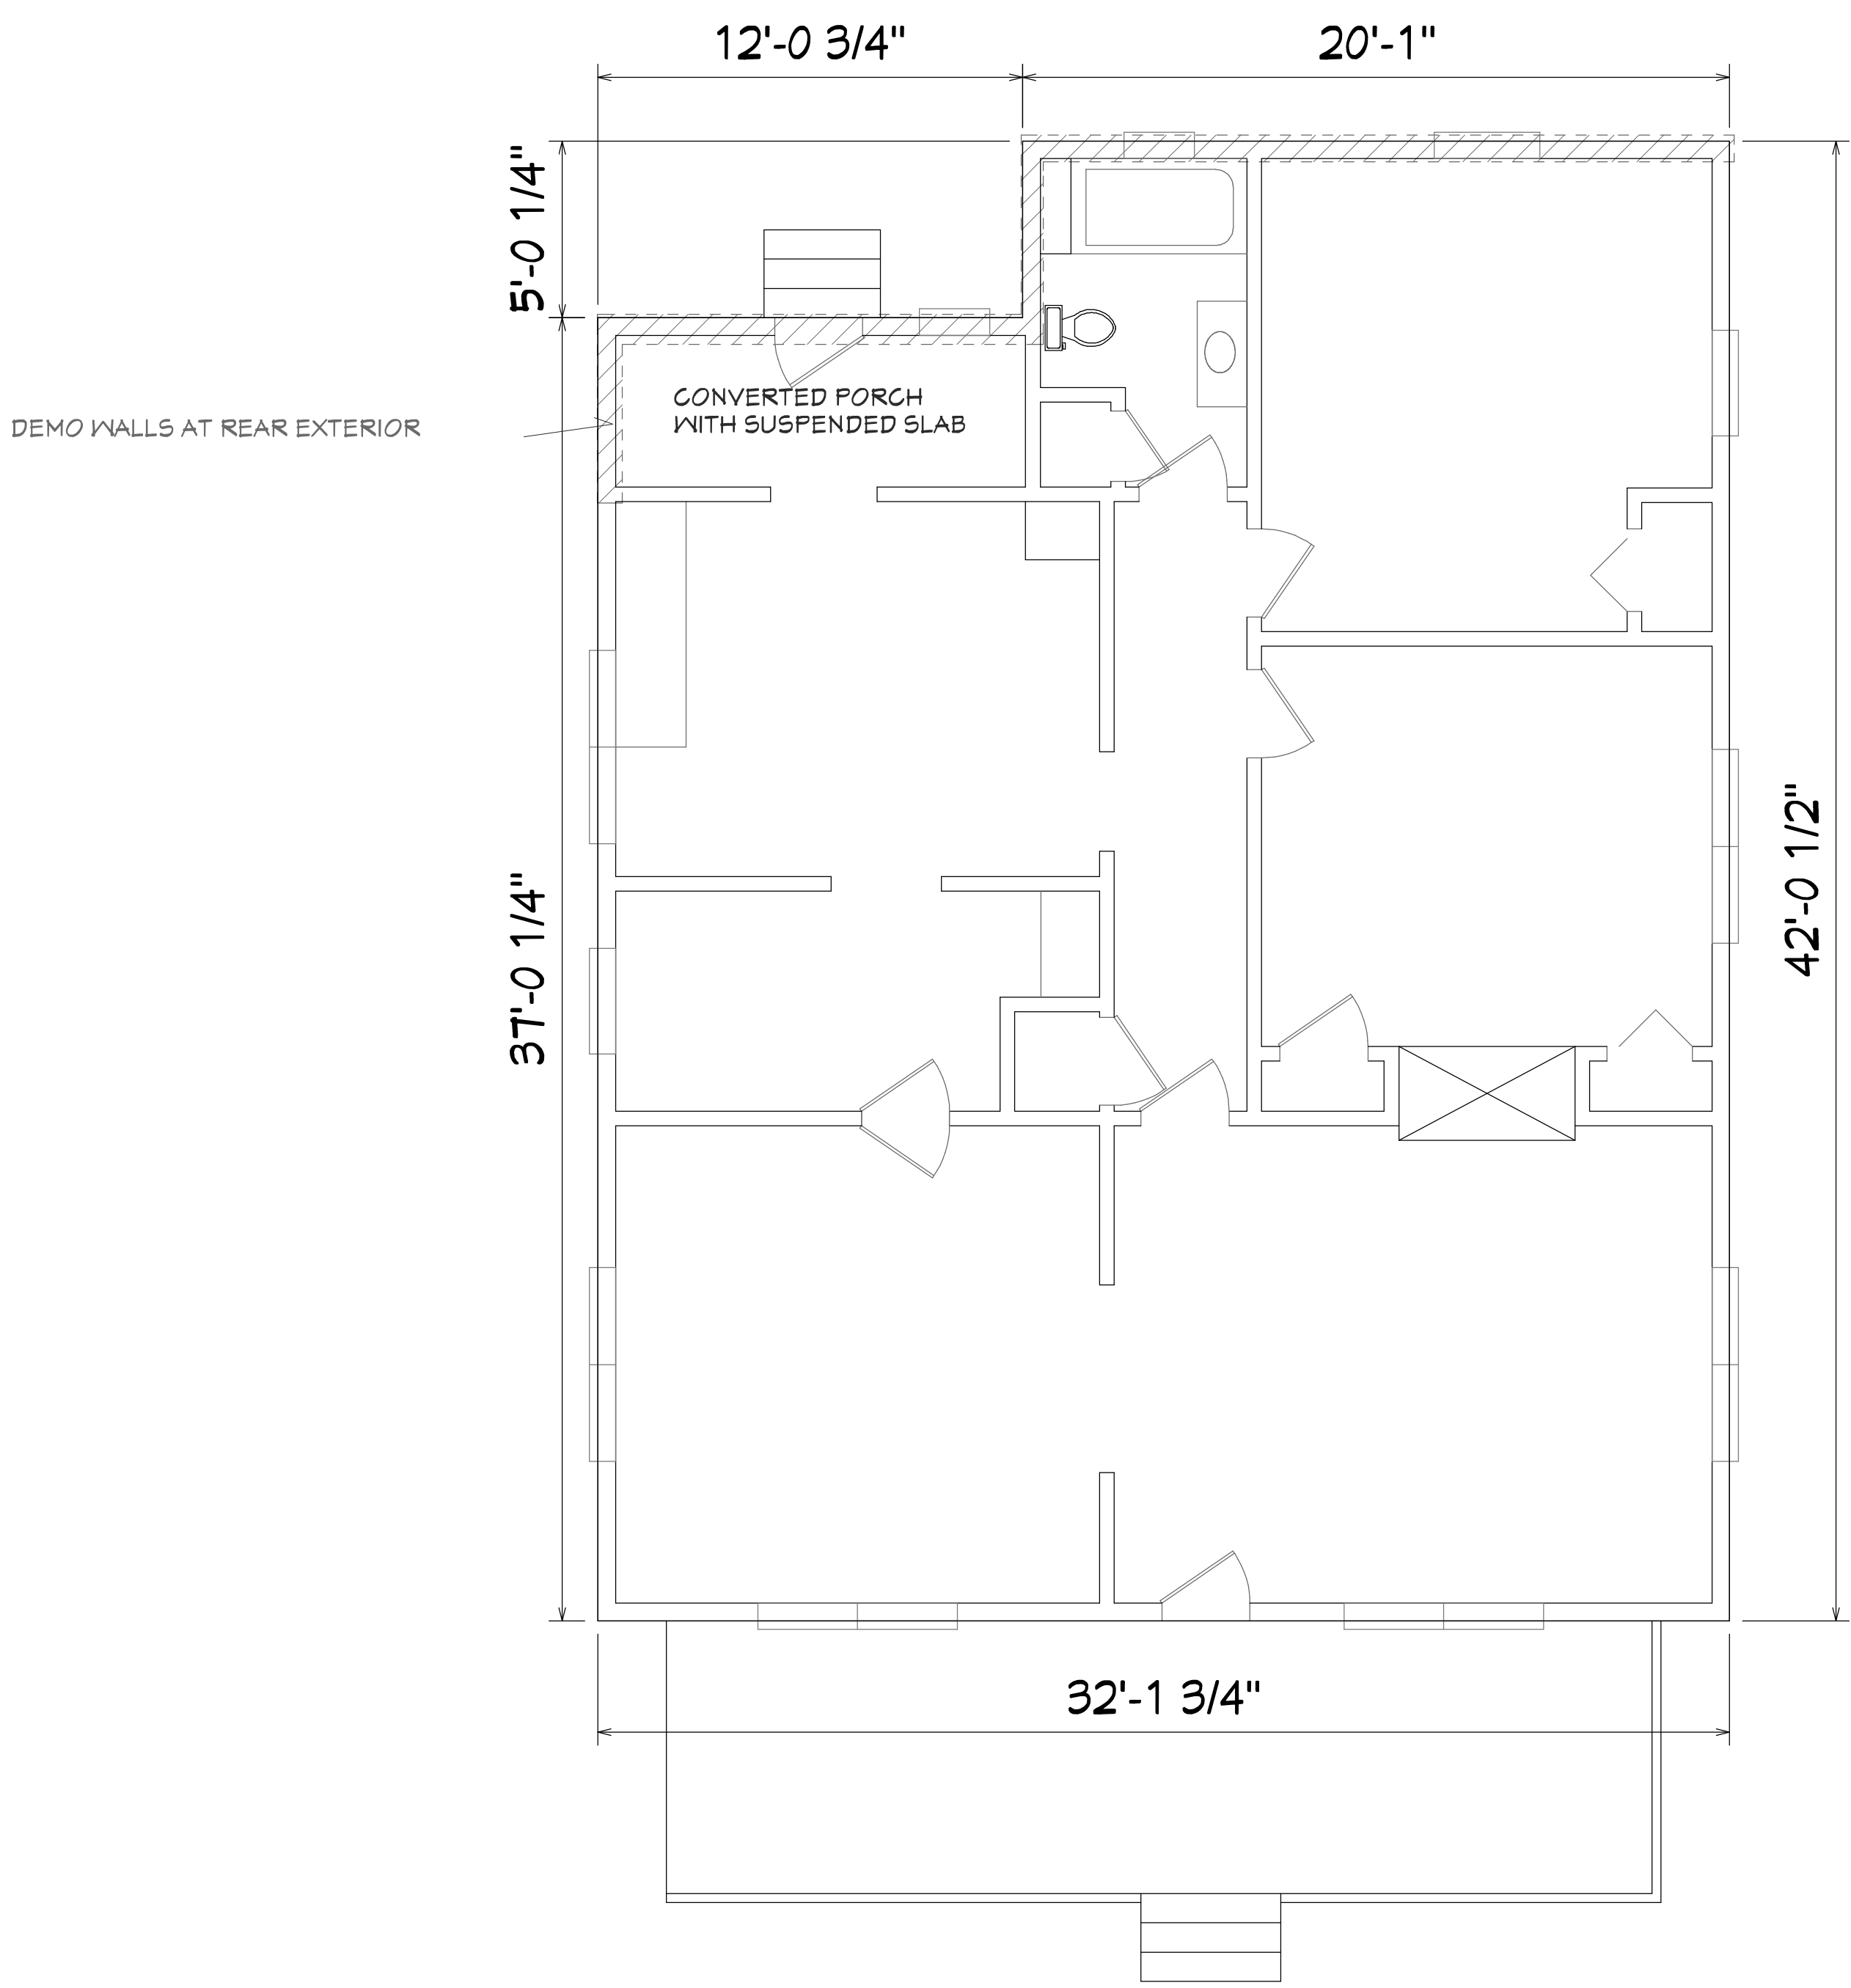 12'-0 3/4"
20'-1"
5'-0 1/4"
CONVERTED PORCH
WITH SUSPENDED SLAB
DEMO WALLS AT REAR EXTERIOR
37'-0 1/4"
42'-0 1/2"
32'-1 3/4"